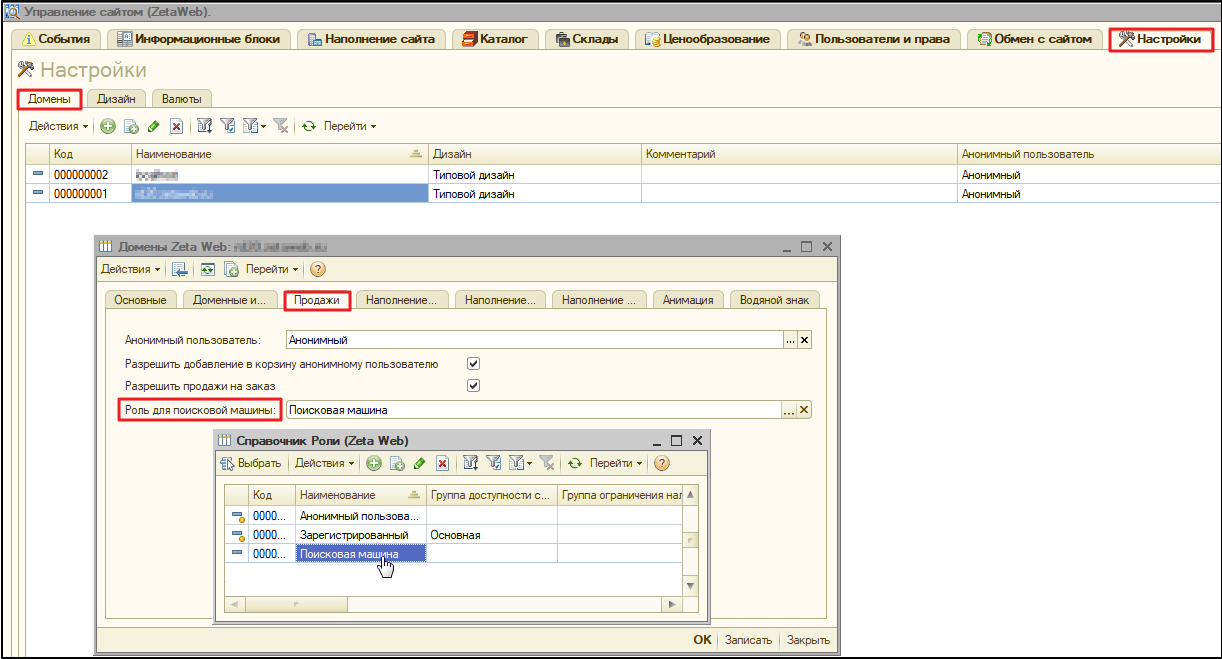 Управление сайтом (ZetaWeb).
События Информационные блоки Наполнение сайта Каталог Склады Ценообразование Пользователи и права Обмен с сайтом Настройки
Настройки
Домены Дизайн Валюты
Действия Перейти
Код Наименование Дизайн Комментарий Анонимный пользователь
000000002 Типовой дизайн Анонимный
000000001 Типовой дизайн Анонимный
Домены Zeta Web:
Действия Перейти
Основные Доменные и... Продажи Наполнение... Наполнение... Наполнение ... Анимация Водяной знак
Анонимный пользователь: Анонимный ...
Разрешить добавление в корзину анонимному пользователю
Разрешить продажи на заказ
Роль для поисковой машины: Поисковая машина ...
Справочник Роли (Zeta Web)
Выбрать Действия Перейти
Код Наименование Группа доступности с... Группа ограничения нал
0000... Анонимный пользова...
0000... Зарегистрированный Основная
0000... Поисковая машина
OK Записать Закрыть